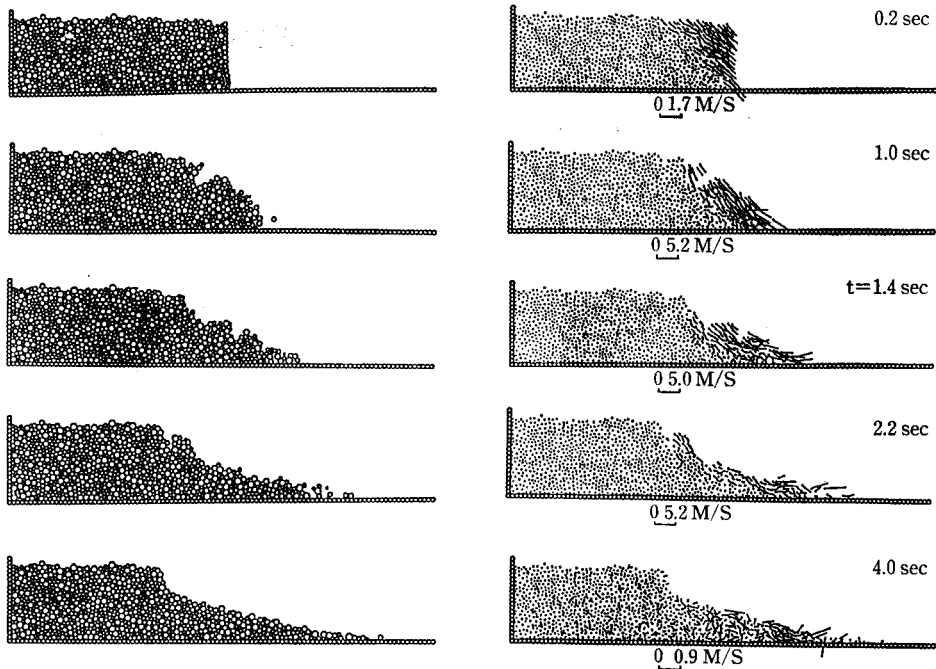 0.2 sec
0 1.7 M/S
1.0 sec
0 5.2 M/S
t=1.4 sec
0 5.0 M/S
2.2 sec
0 5.2 M/S
4.0 sec
0 0.9 M/S